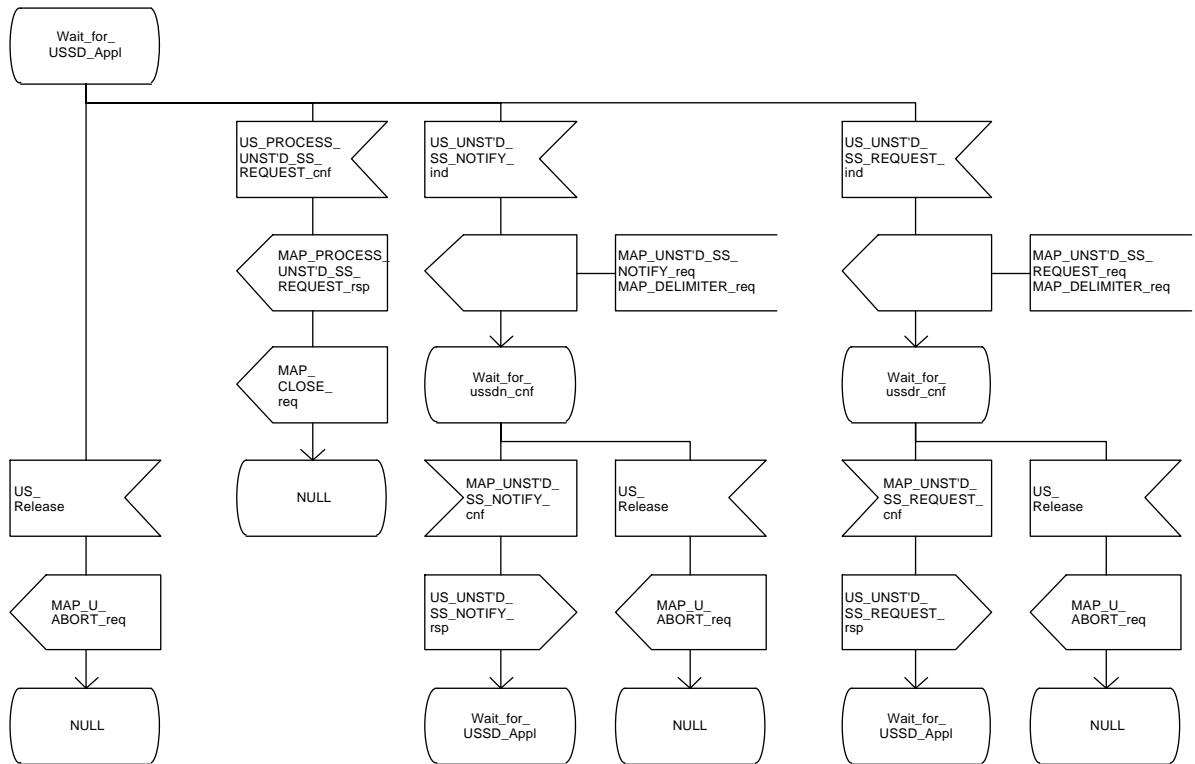 Wait_for_
USSD_Appl
US_PROCESS_
UNST'D_SS_
REQUEST_cnf
US_UNST'D_
SS_NOTIFY_
ind
US_UNST'D_
SS_REQUEST_
ind
MAP_PROCESS_
UNST'D_SS_
REQUEST_rsp
MAP_UNST'D_SS_
NOTIFY_req
MAP_DELIMITER_req
MAP_UNST'D_SS_
REQUEST_req
MAP_DELIMITER_req
MAP_
CLOSE_
req
Wait_for_
ussdn_cnf
Wait_for_
ussdr_cnf
US_
Release
NULL
MAP_UNST'D_
SS_NOTIFY_
cnf
US_
Release
MAP_UNST'D_
SS_REQUEST_
cnf
US_
Release
MAP_U_
ABORT_req
US_UNST'D_
SS_NOTIFY_
rsp
MAP_U_
ABORT_req
US_UNST'D_
SS_REQUEST_
rsp
MAP_U_
ABORT_req
NULL
Wait_for_
USSD_Appl
NULL
Wait_for_
USSD_Appl
NULL